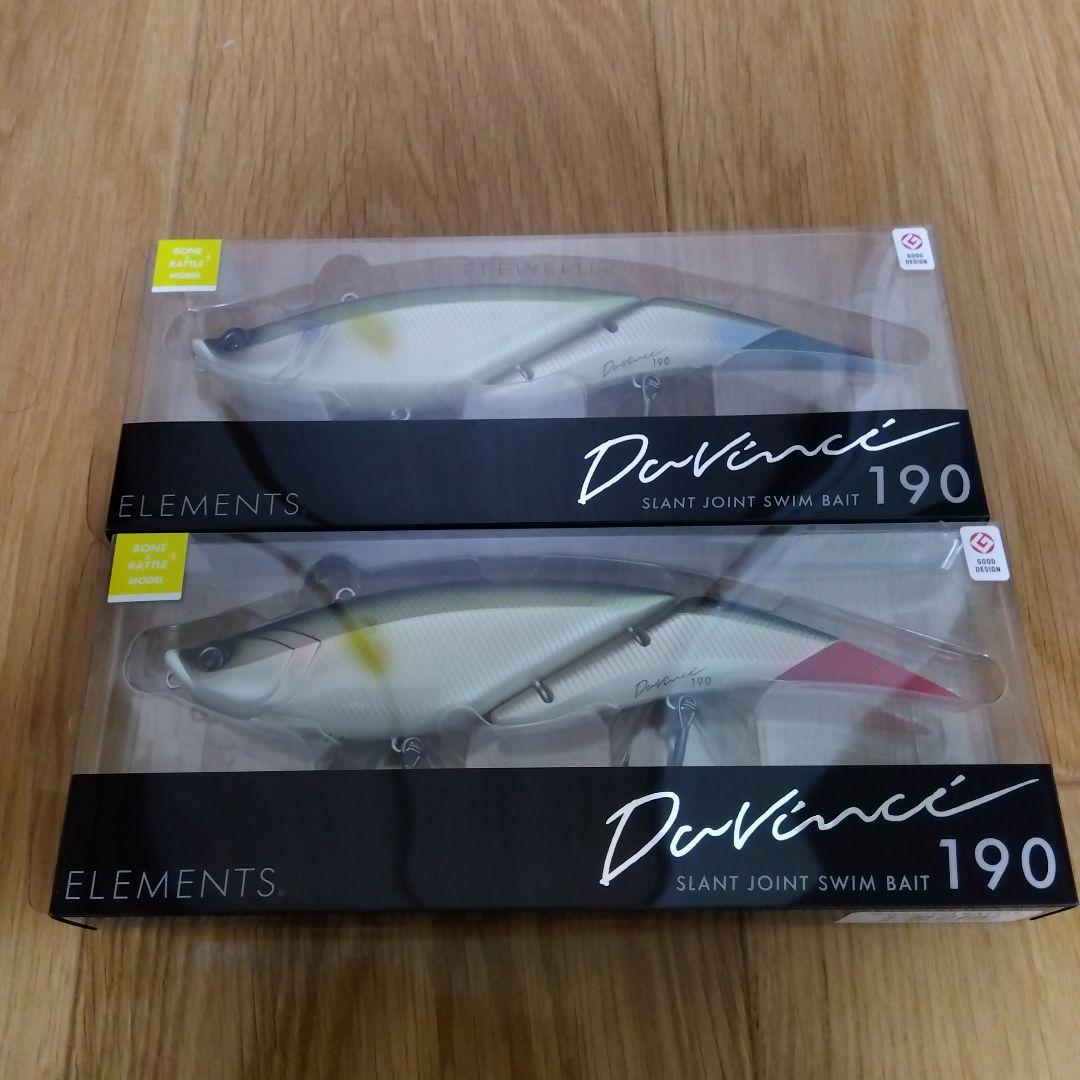 BONE
&
RATTLE
MODEL
GOOD
DESIGN
ELEMENTS
DaVinci
190
DaVinci
SLANT JOINT SWIM BAIT 190
ELEMENTS
BONE
&
RATTLE
MODEL
GOOD
DESIGN
DaVinci
190
DaVinci
SLANT JOINT SWIM BAIT 190
ELEMENTS